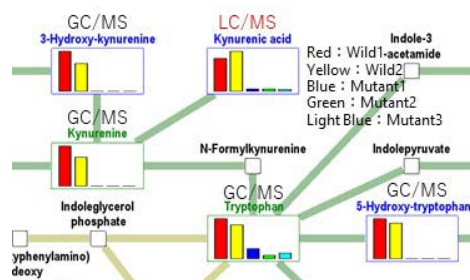 GC/MS
3-Hydroxy-kynurenine
LC/MS
Kynurenic acid
Indole-3
-acetamide
Red：Wild1
Yellow：Wild2
Blue：Mutant1
Green：Mutant2
Light Blue：Mutant3
GC/MS
Kynurenine
N-Formylkynurenine
Indolepyruvate
GC/MS
Tryptophan
GC/MS
5-Hydroxy-tryptophan
Indoleglycerol
phosphate
yphenylamino)
deoxy